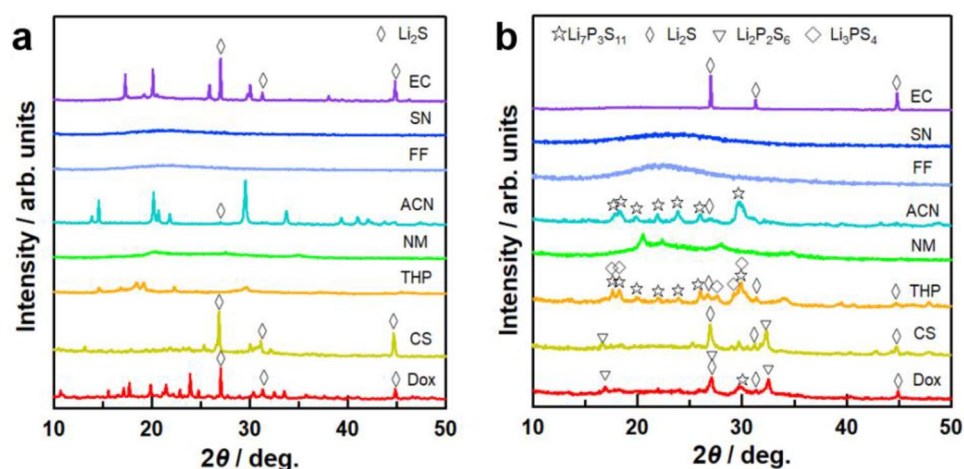 a
◇ Li₂S
EC
SN
FF
ACN
NM
THP
CS
Dox
Intensity / arb. units
10 20 30 40 50
2θ / deg.
b
☆Li₇P₃S₁₁ ◇ Li₂S ▽ Li₂P₂S₆ ◇ Li₃PS₄
EC
SN
FF
ACN
NM
THP
CS
Dox
Intensity / arb. units
10 20 30 40 50
2θ / deg.